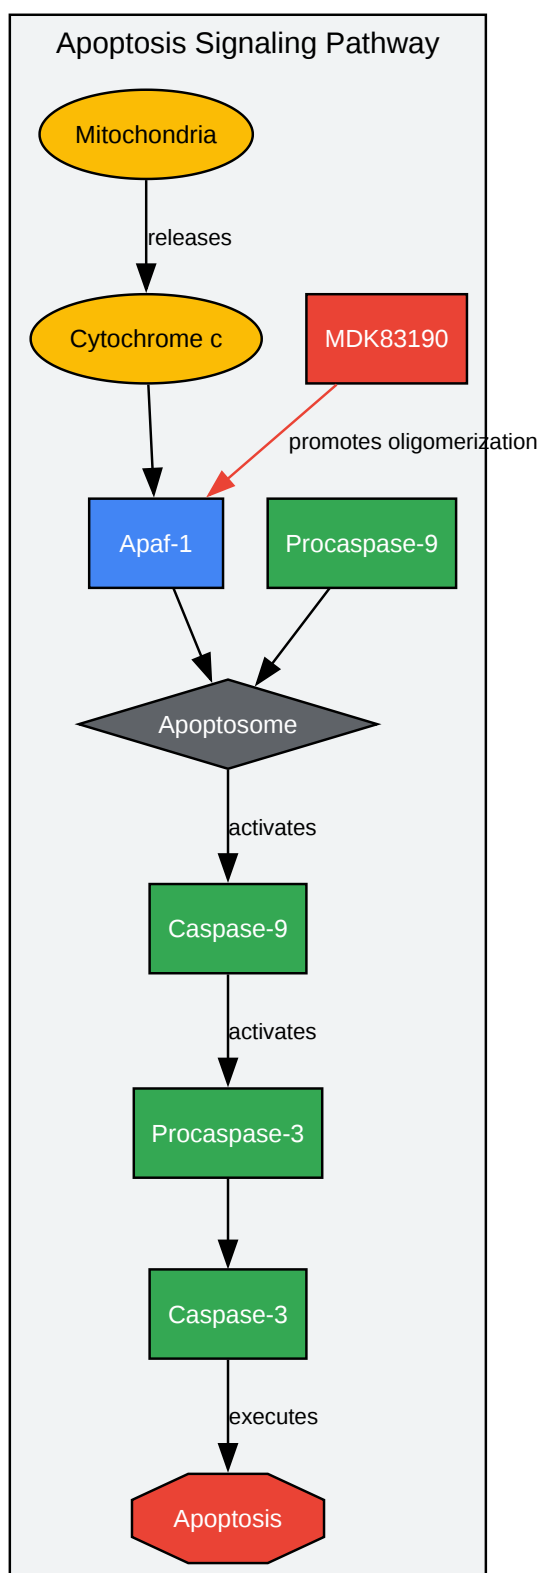 Apoptosis Signaling Pathway
Mitochondria
releases
Cytochrome c
MDK83190
promotes oligomerization
Apaf-1
Procaspase-9
Apoptosome
activates
Caspase-9
activates
Procaspase-3
Caspase-3
executes
Apoptosis